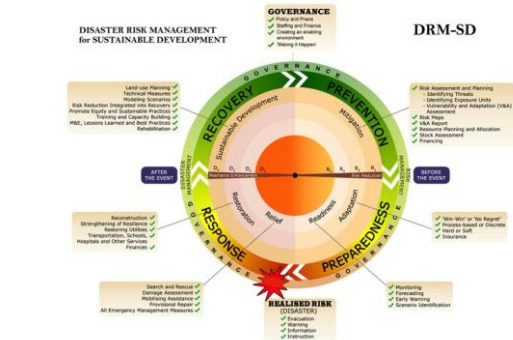 DISASTER RISK MANAGEMENT
for SUSTAINABLE DEVELOPMENT
DRM-SD
GOVERNANCE
Policy and Praxis
Staffing and Finance
Creating an enabling
environment
'Making it Happen'
Land-use Planning
Technical Measures
Modeling Scenarios
Risk Reduction Integrated into Recovery
Promote Equity and Sustainable Practices
Training and Capacity Building
M&E, Lessons Learned and Best Practices
Rehabilitation
Risk Assessment and Planning
- Identifying Threats
- Identifying Exposure Units
- Vulnerability and Adaptation (V&A)
Assessment
Risk Maps
V&A Report
Resource Planning and Allocation
Stock Assessment
Financing
GOVERNANCE
RECOVERY
PREVENTION
Sustainable Development
Mitigation
AFTER
THE EVENT
DISASTER
MANAGEMENT
Resilience Enhancement
Risk Reduction
RISK
MANAGEMENT
BEFORE
THE EVENT
Restoration
Relief
Readiness
Adaptation
RESPONSE
PREPAREDNESS
GOVERNANCE
GOVERNANCE
Reconstruction
Strengthening of Resilience
Restoring Utilities
Transportation, Schools,
Hospitals and Other Services
Finances
'Win-Win' or 'No Regret'
Process-based or Discrete
Hard or Soft
Insurance
Search and Rescue
Damage Assessment
Mobilising Assistance
Provisional Repair
All Emergency Management Measures
Monitoring
Forecasting
Early Warning
Scenario Identification
REALISED RISK
(DISASTER)
Evacuation
Warning
Information
Instruction